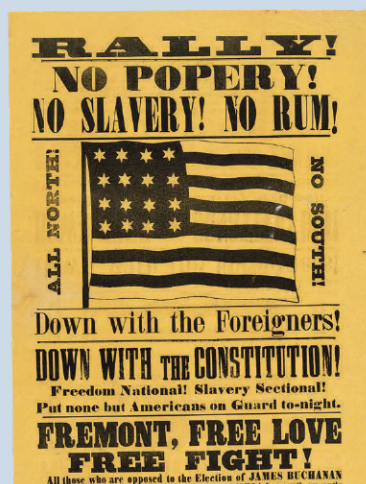 RALLY!
NO POPERY!
NO SLAVERY! NO RUM!
ALL NORTH!
NO SOUTH!
Down with the Foreigners!
DOWN WITH THE CONSTITUTION!
Freedom National! Slavery Sectional!
Put none but Americans on Guard to-night.
FREMONT, FREE LOVE
FREE FIGHT!
All those who are opposed to the Election of JAMES BUCHANAN